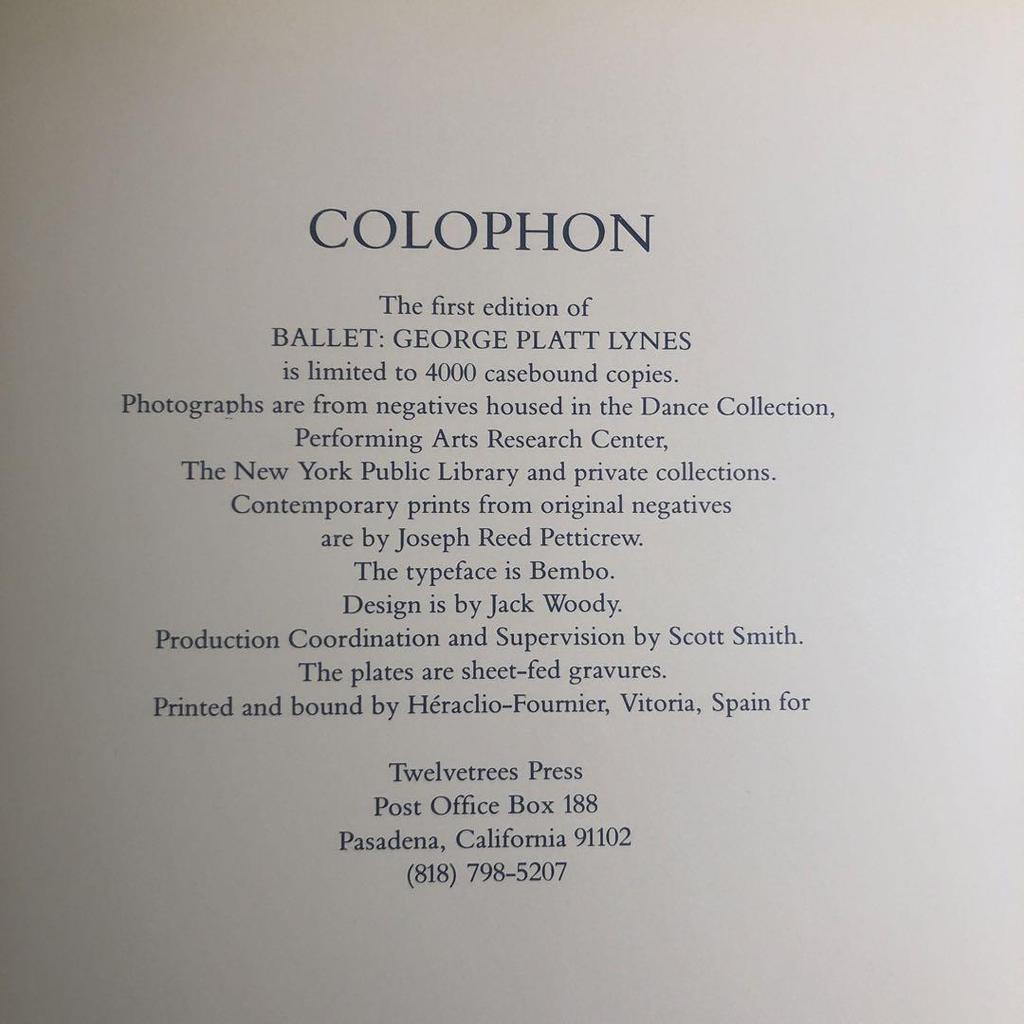 COLOPHON
The first edition of
BALLET: GEORGE PLATT LYNES
is limited to 4000 casebound copies.
Photographs are from negatives housed in the Dance Collection,
Performing Arts Research Center,
The New York Public Library and private collections.
Contemporary prints from original negatives
are by Joseph Reed Petticrew.
The typeface is Bembo.
Design is by Jack Woody.
Production Coordination and Supervision by Scott Smith.
The plates are sheet-fed gravures.
Printed and bound by Héraclio-Fournier, Vitoria, Spain for
Twelvetrees Press
Post Office Box 188
Pasadena, California 91102
(818) 798-5207